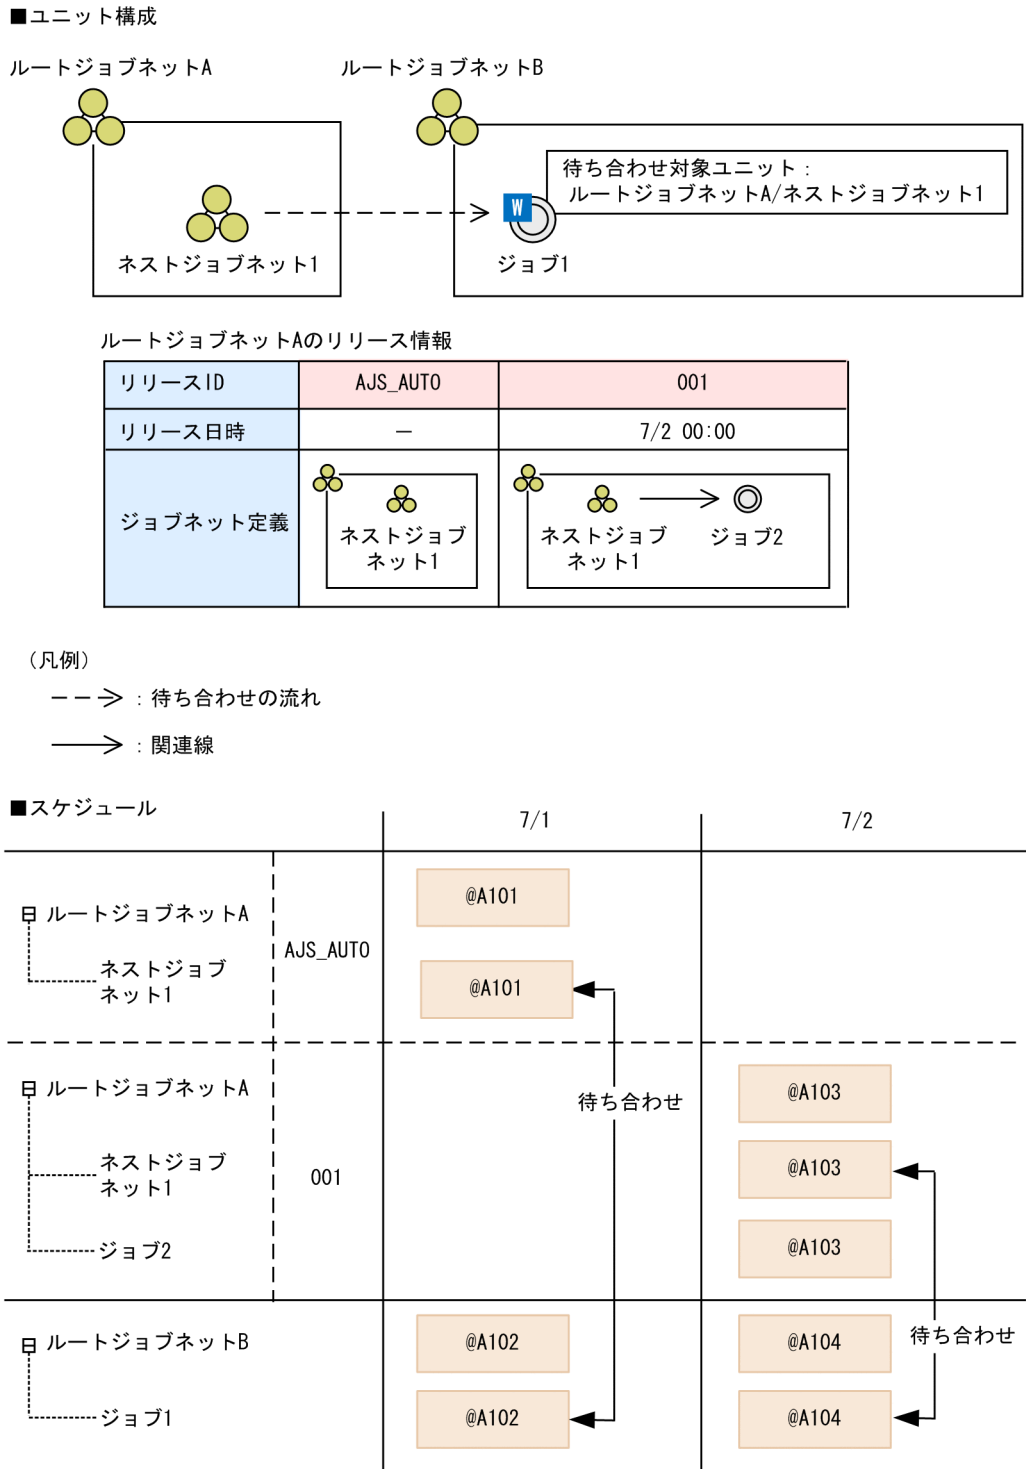 ■ユニット構成
ルートジョブネットA
ルートジョブネットB
待ち合わせ対象ユニット：
ルートジョブネットA/ネストジョブネット1
W
ネストジョブネット1
ジョブ1
ルートジョブネットAのリリース情報
リリースID
AJS_AUTO
001
リリース日時
―
7/2 00:00
ジョブネット定義
ネストジョブ
ネット1
ネストジョブ
ネット1
ジョブ2
（凡例）
：待ち合わせの流れ
：関連線
■スケジュール
7/1
7/2
ルートジョブネットA
AJS_AUTO
@A101
ネストジョブ
ネット1
@A101
ルートジョブネットA
001
@A103
待ち合わせ
ネストジョブ
ネット1
@A103
ジョブ2
@A103
ルートジョブネットB
@A102
@A104
待ち合わせ
ジョブ1
@A102
@A104